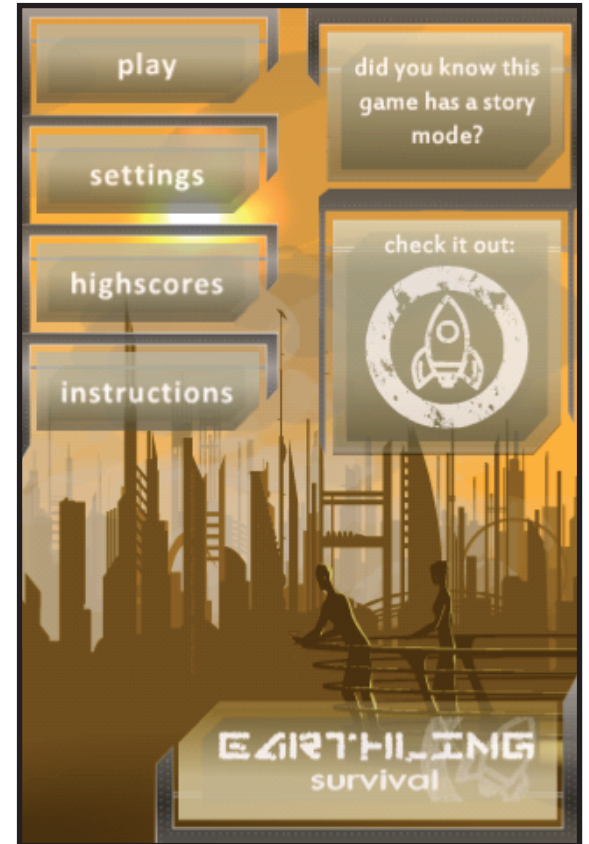 play
settings
highscores
instructions
did you know this
game has a story
mode?
check it out:
EARTHLING
survival